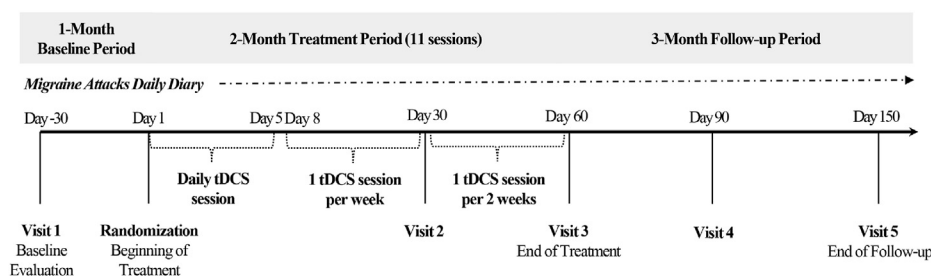 1-Month
Baseline Period
2-Month Treatment Period (11 sessions)
3-Month Follow-up Period
Migraine Attacks Daily Diary
Day -30
Day 1
Day 5
Day 8
Day 30
Day 60
Day 90
Day 150
Daily tDCS
session
1 tDCS session
per week
1 tDCS session
per 2 weeks
Visit 1
Baseline
Evaluation
Randomization
Beginning of
Treatment
Visit 2
Visit 3
End of Treatment
Visit 4
Visit 5
End of Follow-up